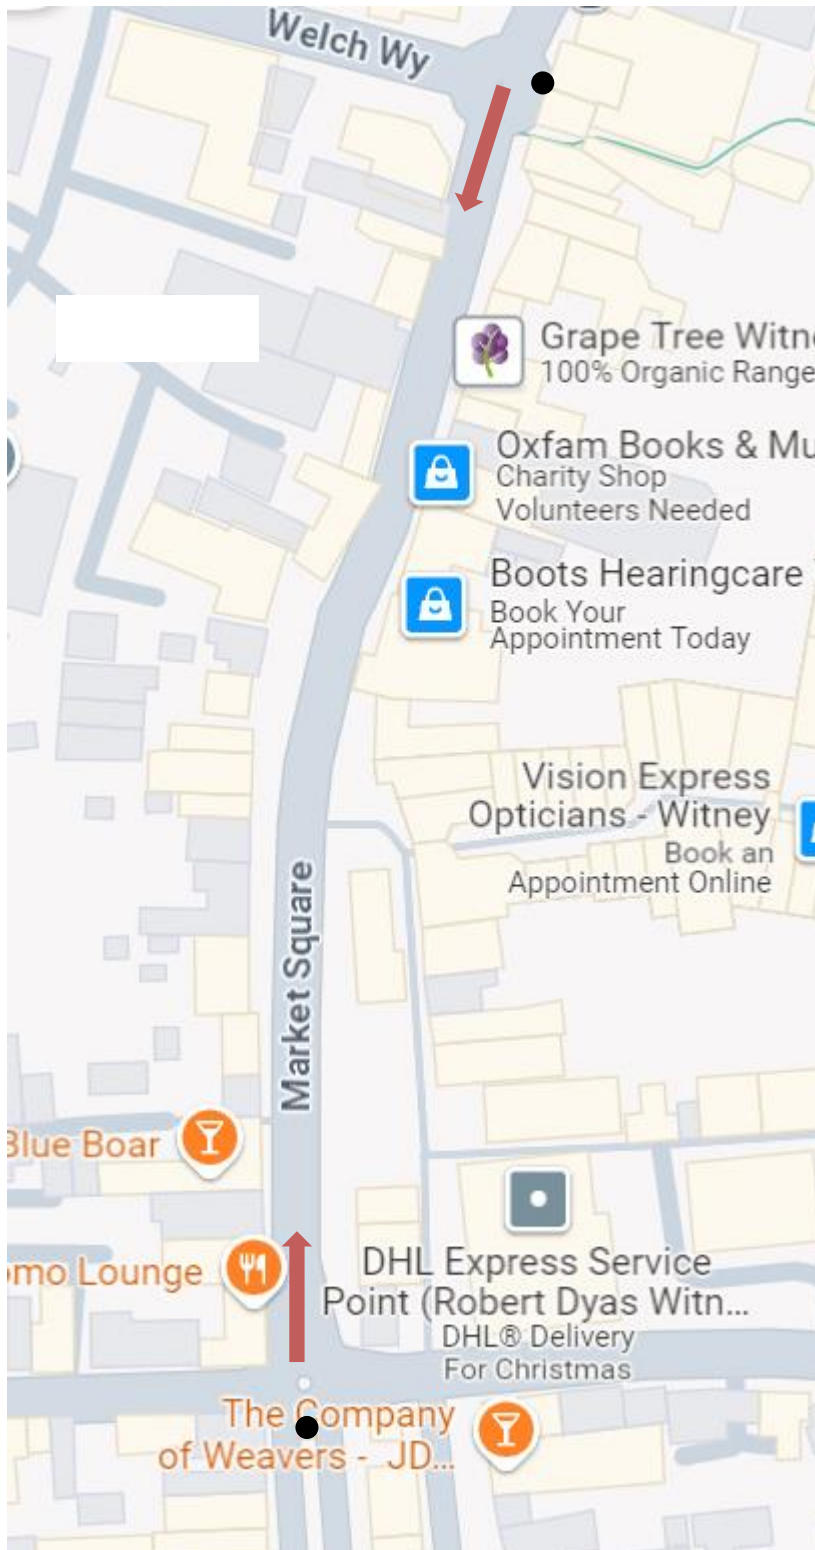 Welch Wy
Grape Tree Witn
100% Organic Range
Oxfam Books & Mu
Charity Shop
Volunteers Needed
Boots Hearingcare
Book Your
Appointment Today
Vision Express
Opticians - Witney
Book an
Appointment Online
Market Square
Blue Boar
omo Lounge
DHL Express Service
Point (Robert Dyas Witn...
DHL® Delivery
For Christmas
The Company
of Weavers - JD...